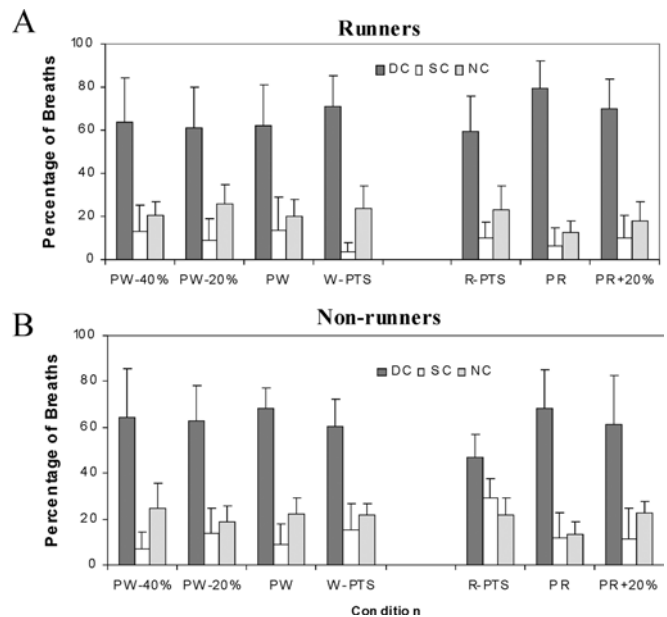 A
Runners
100
80
60
40
20
0
Percentage of Breaths
DC SC NC
PW-40% PW-20% PW W-PTS R-PTS PR PR+20%
B
Non-runners
100
80
60
40
20
0
Percentage of Breaths
DC SC NC
PW-40% PW-20% PW W-PTS R-PTS PR PR+20%
Condition